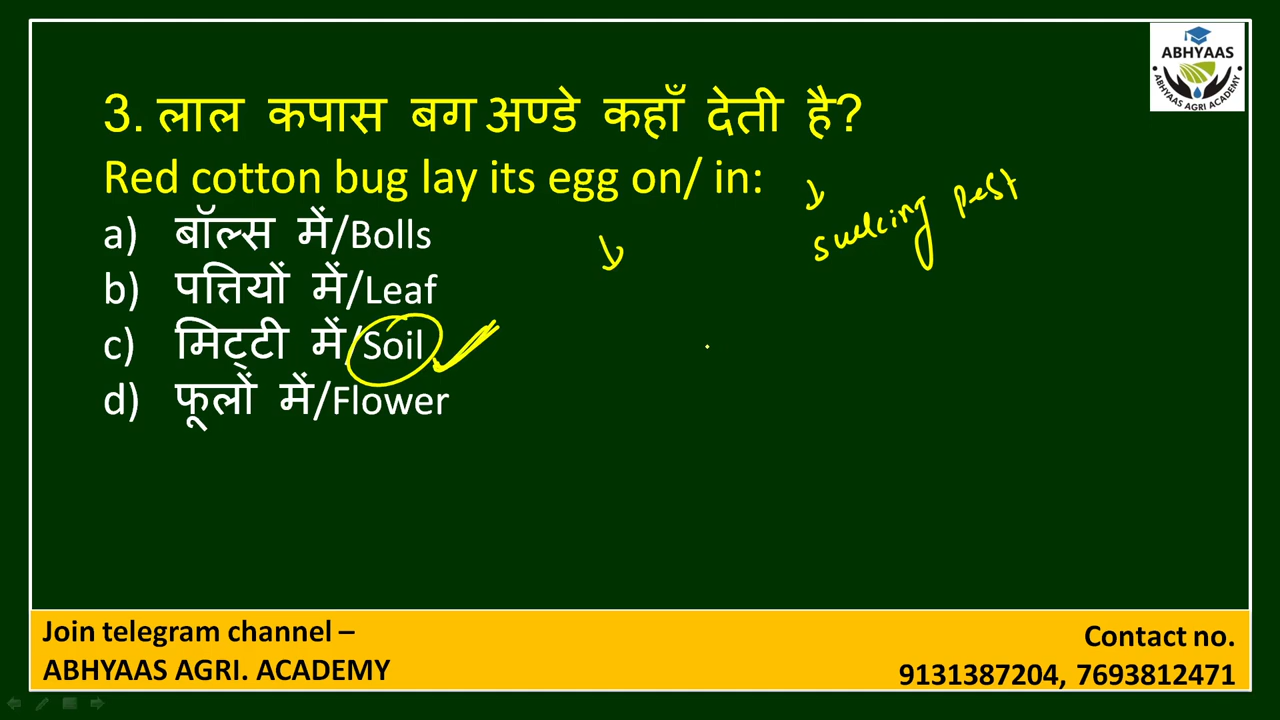 ABHYAAS
ABHYAAS AGRI ACADEMY
3. लाल कपास बग अण्डे कहाँ देती है?
Red cotton bug lay its egg on/ in:
sucking pest
a) बॉल्स में/Bolls
b) पत्तियों में/Leaf
c) मिट्टी में/Soil
d) फूलों में/Flower
Join telegram channel –
ABHYAAS AGRI. ACADEMY
Contact no.
9131387204, 7693812471